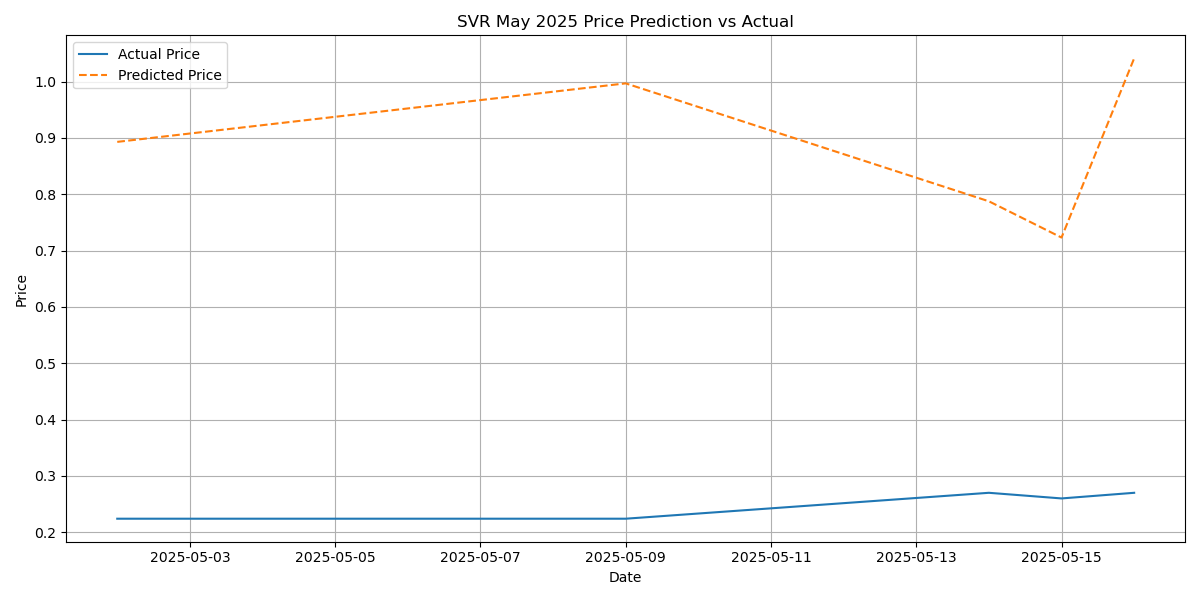 SVR May 2025 Price Prediction vs Actual
Actual Price
Predicted Price
1.0
0.9
0.8
0.7
0.6
0.5
0.4
0.3
0.2
Price
2025-05-03 2025-05-05 2025-05-07 2025-05-09 2025-05-11 2025-05-13 2025-05-15
Date